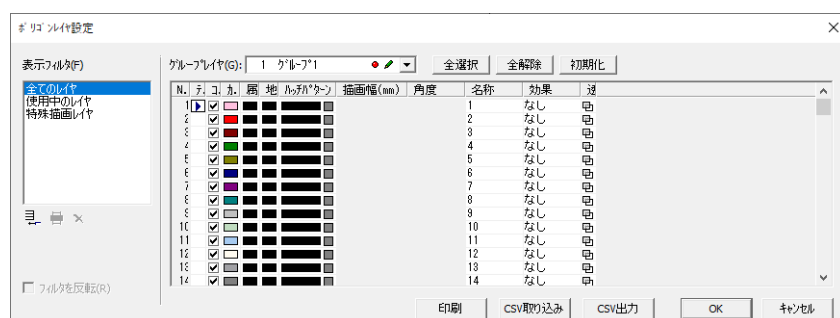 ポリゴンレイヤ設定
表示フィルタ(F)
全てのレイヤ
使用中のレイヤ
特殊描画レイヤ
フィルタを反転(R)
グループレイヤ(G): 1 グループ1 全選択 全解除 初期化
N. テ. コ. カ. 属 地 ハッチパターン 描画幅(mm) 角度 名称 効果
1 1 なし
2 2 なし
3 3 なし
4 4 なし
5 5 なし
6 6 なし
7 7 なし
8 8 なし
9 9 なし
10 10 なし
11 11 なし
12 12 なし
13 13 なし
14 14 なし
印刷 CSV取り込み CSV出力 OK キャンセル